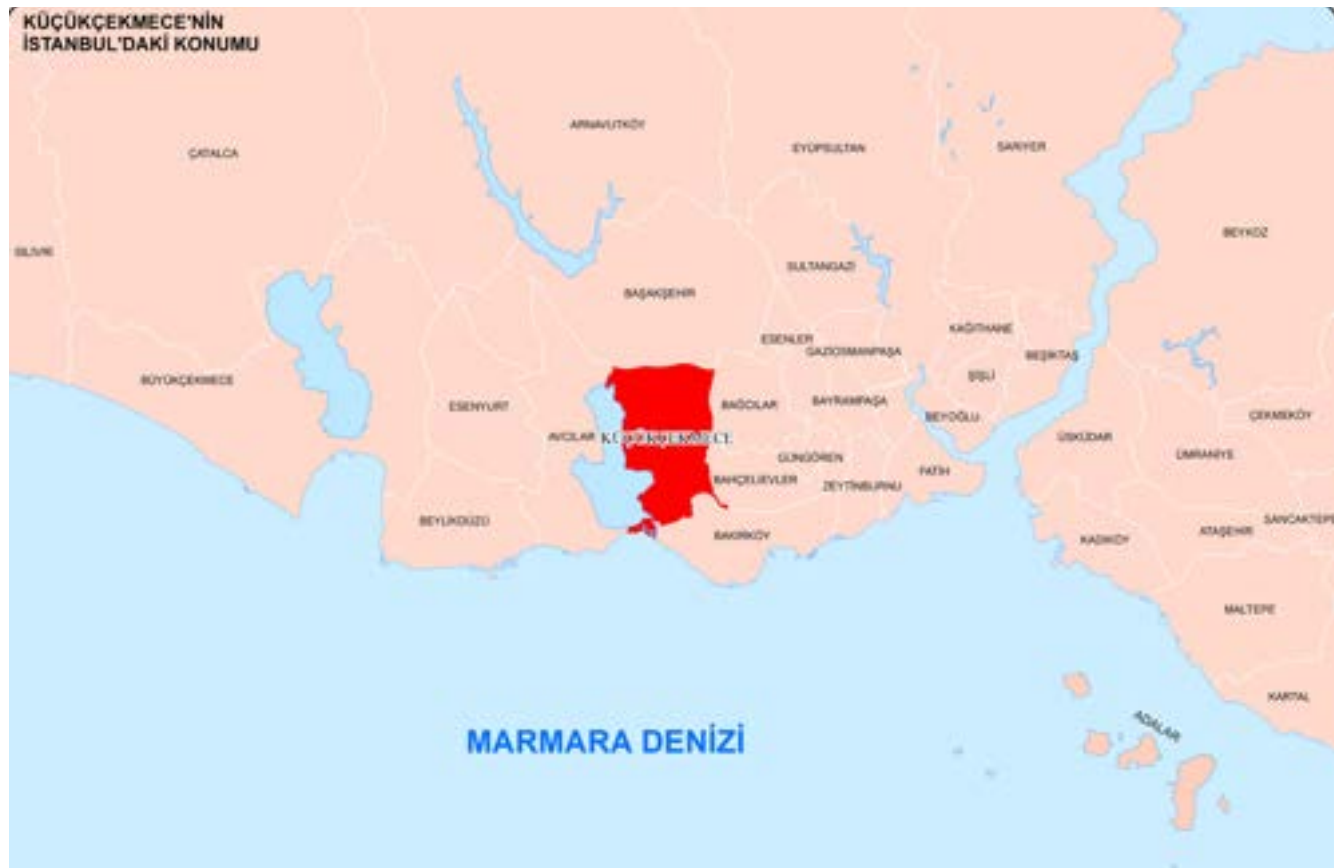 KÜÇÜKÇEKMECE'NİN
İSTANBUL'DAKİ KONUMU
ARNAVUTKÖY
ÇATALCA
EYÜPSULTAN
SARIYER
BEYKOZ
SİLİVRİ
SULTANGAZİ
BAŞAKŞEHİR
KAĞITHANE
ESENLER
GAZİOSMANPAŞA
BEŞİKTAŞ
ŞİŞLİ
BÜYÜKÇEKMECE
ESENYURT
BAĞCILAR
BAYRAMPAŞA
BEYOĞLU
ÇEKMEKÖY
AVCILAR
KÜÇÜKÇEKMECE
ÜSKÜDAR
GÜNGÖREN
ÜMRANİYE
FATİH
BAHÇELİEVLER
ZEYTİNBURNU
BEYLİKDÜZÜ
SANCAKTEPE
ATAŞEHİR
BAKIRKÖY
KADIKÖY
MALTEPE
KARTAL
ADALAR
MARMARA DENİZİ